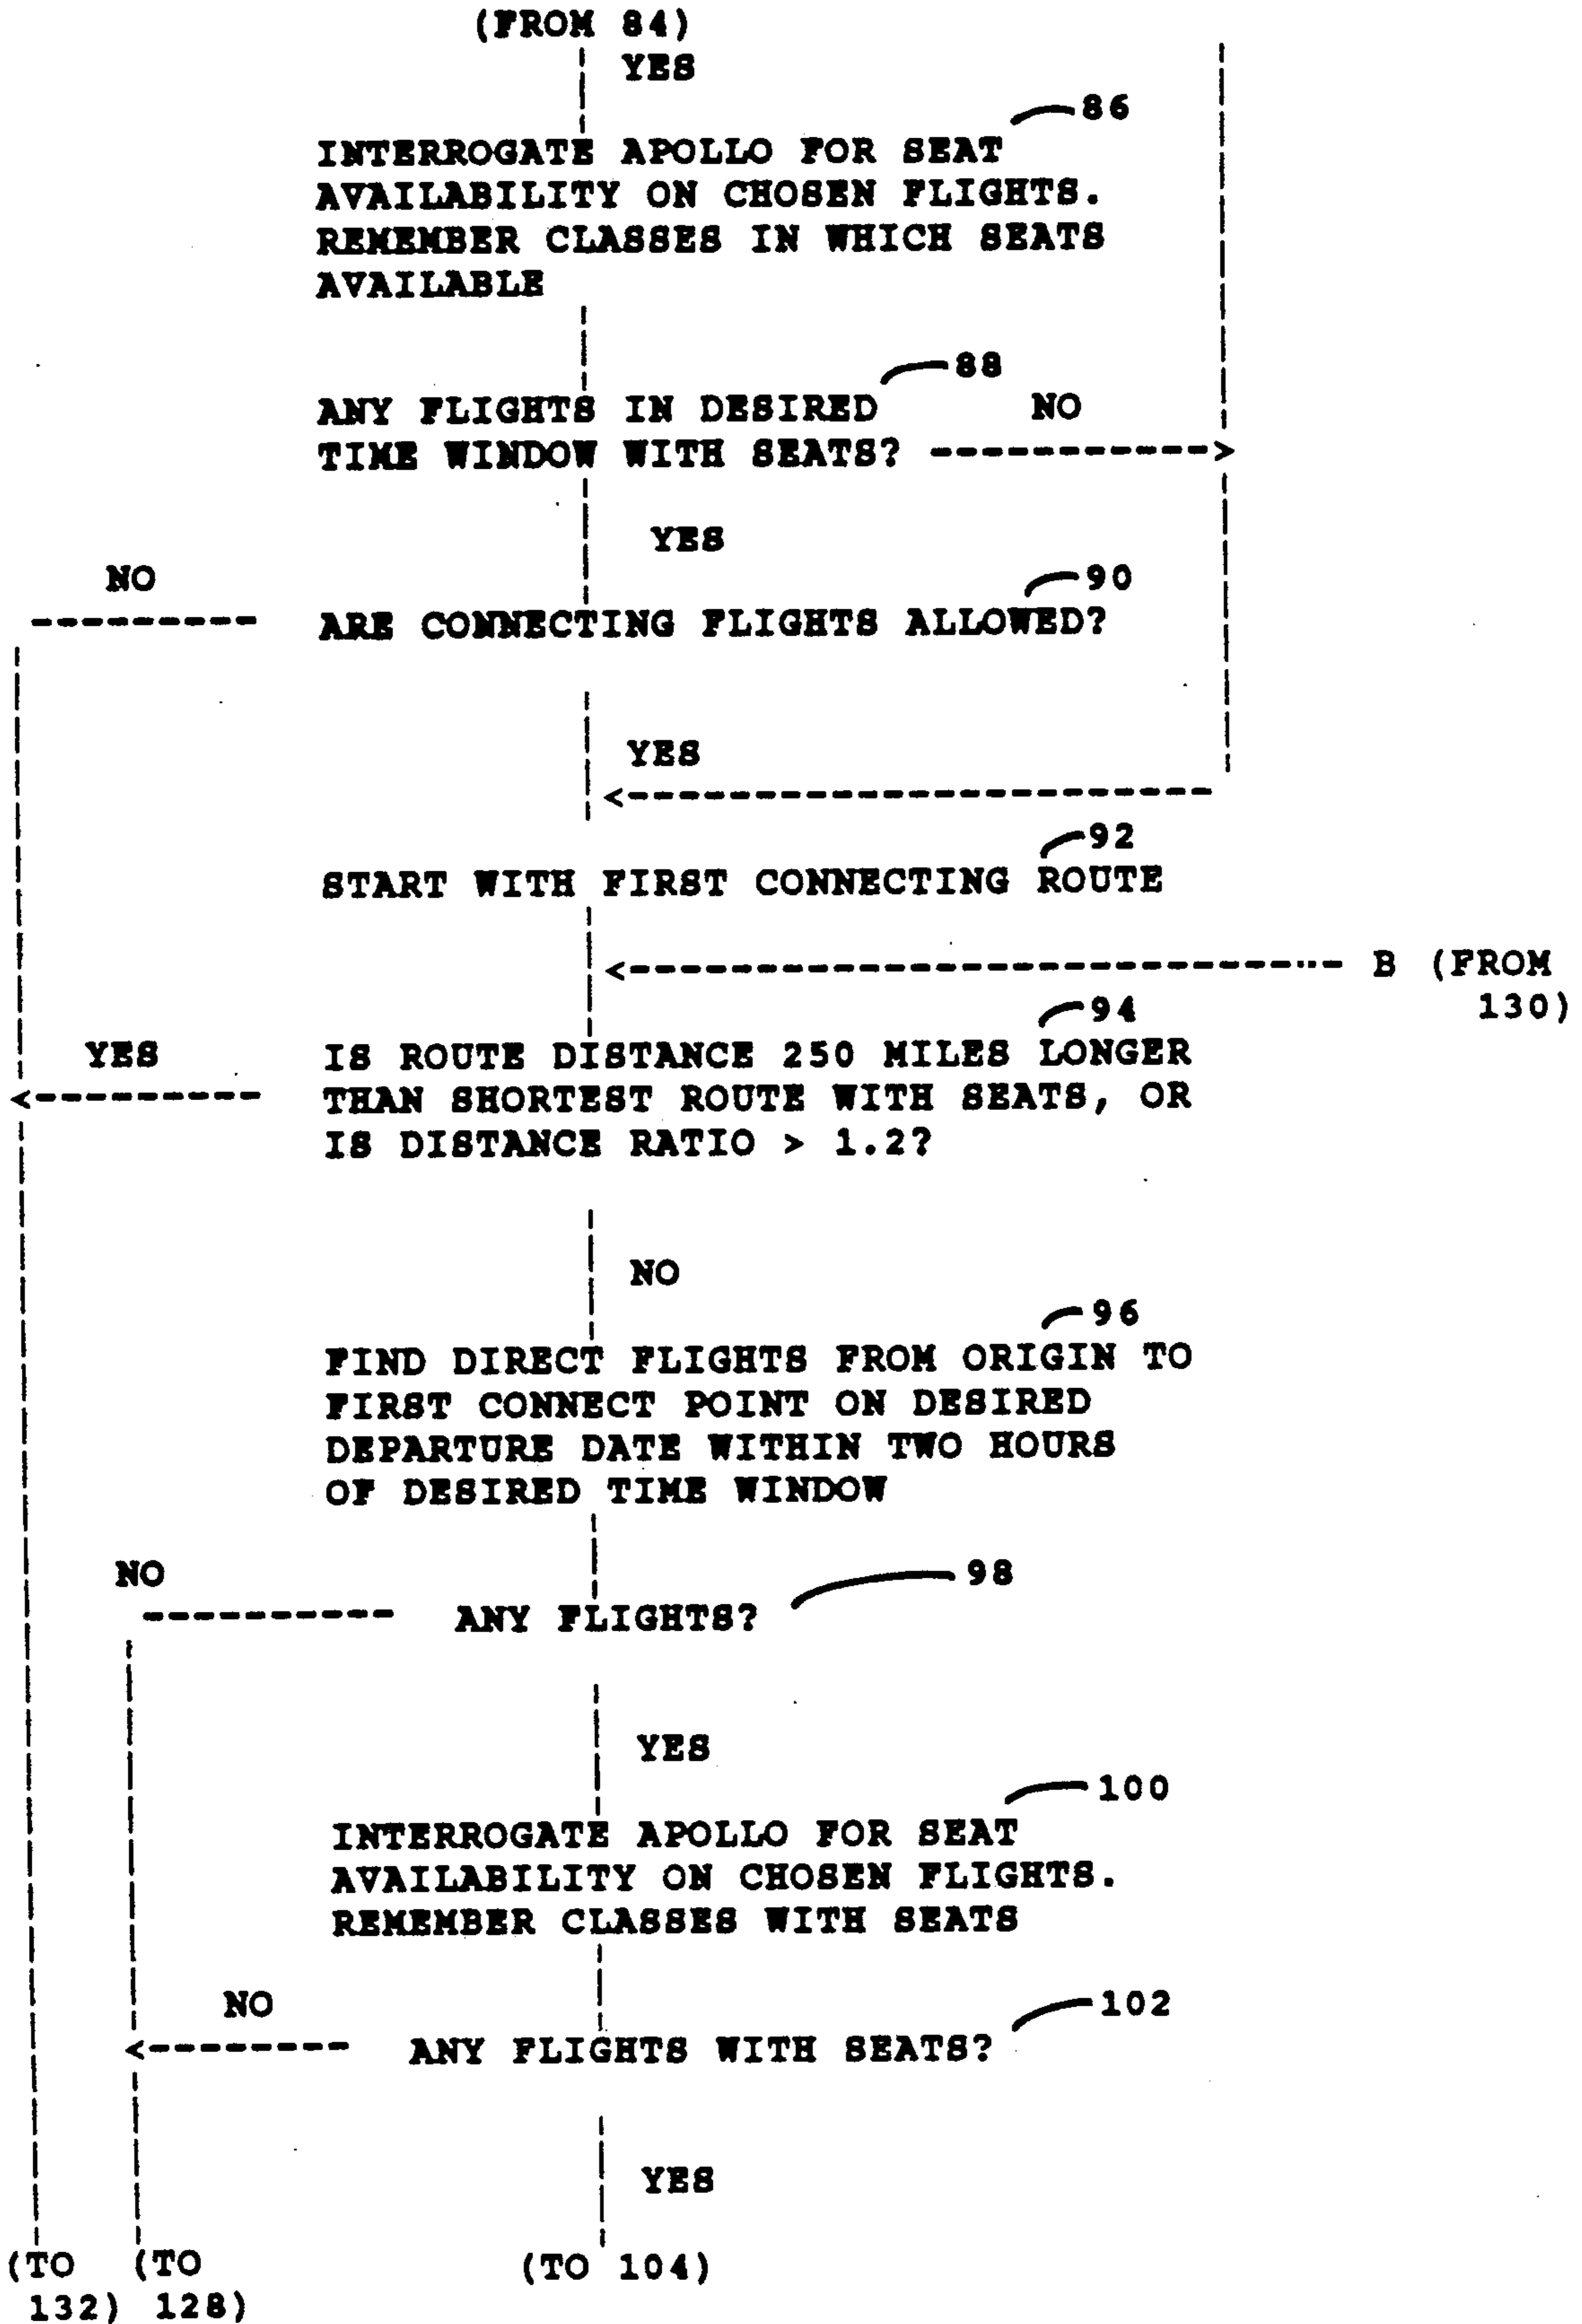 (FROM 84)
YES
86
INTERROGATE APOLLO FOR SEAT
AVAILABILITY ON CHOSEN FLIGHTS.
REMEMBER CLASSES IN WHICH SEATS
AVAILABLE
88
ANY FLIGHTS IN DESIRED NO
TIME WINDOW WITH SEATS?
YES
NO
90
ARE CONNECTING FLIGHTS ALLOWED?
YES
92
START WITH FIRST CONNECTING ROUTE
B (FROM
130)
94
YES IS ROUTE DISTANCE 250 MILES LONGER
THAN SHORTEST ROUTE WITH SEATS, OR
IS DISTANCE RATIO > 1.2?
NO
96
FIND DIRECT FLIGHTS FROM ORIGIN TO
FIRST CONNECT POINT ON DESIRED
DEPARTURE DATE WITHIN TWO HOURS
OF DESIRED TIME WINDOW
NO 98
ANY FLIGHTS?
YES
100
INTERROGATE APOLLO FOR SEAT
AVAILABILITY ON CHOSEN FLIGHTS.
REMEMBER CLASSES WITH SEATS
NO 102
ANY FLIGHTS WITH SEATS?
YES
(TO (TO (TO 104)
132) 128)